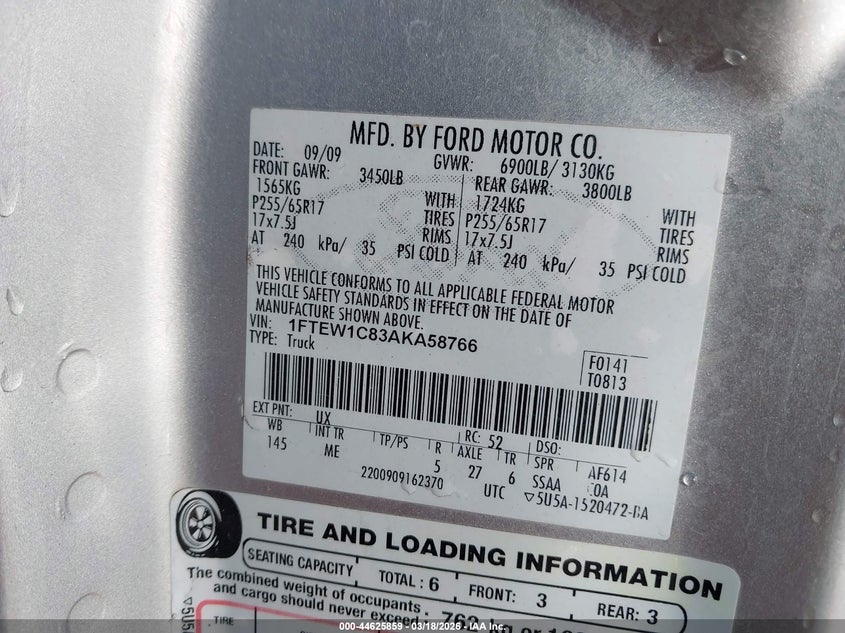 MFD. BY FORD MOTOR CO.
DATE: 09/09 GVWR: 6900LB/ 3130KG
FRONT GAWR: 3450LB REAR GAWR: 3800LB
1565KG WITH 1724KG WITH
P255/65R17 TIRES P255/65R17 TIRES
17x7.5J RIMS 17x7.5J RIMS
AT 240 kPa/ 35 PSI COLD AT 240 kPa/ 35 PSI COLD
THIS VEHICLE CONFORMS TO ALL APPLICABLE FEDERAL MOTOR
VEHICLE SAFETY STANDARDS IN EFFECT ON THE DATE OF
MANUFACTURE SHOWN ABOVE.
VIN: 1FTEW1C83AKA58766
TYPE: Truck
F0141
T0813
EXT PNT: UX RC: 52 DSO:
WB INT TR TP/PS R AXLE TR SPR AF614
145 ME 5 27 6 SSAA
2200909162370 UTC ▽5U5A-1520472-BA
TIRE AND LOADING INFORMATION
SEATING CAPACITY TOTAL: 6 FRONT: 3 REAR: 3
The combined weight of occupants
and cargo should never exceed kg or
TIRE
000-44625859 - 03/18/2026 - IAA Inc.